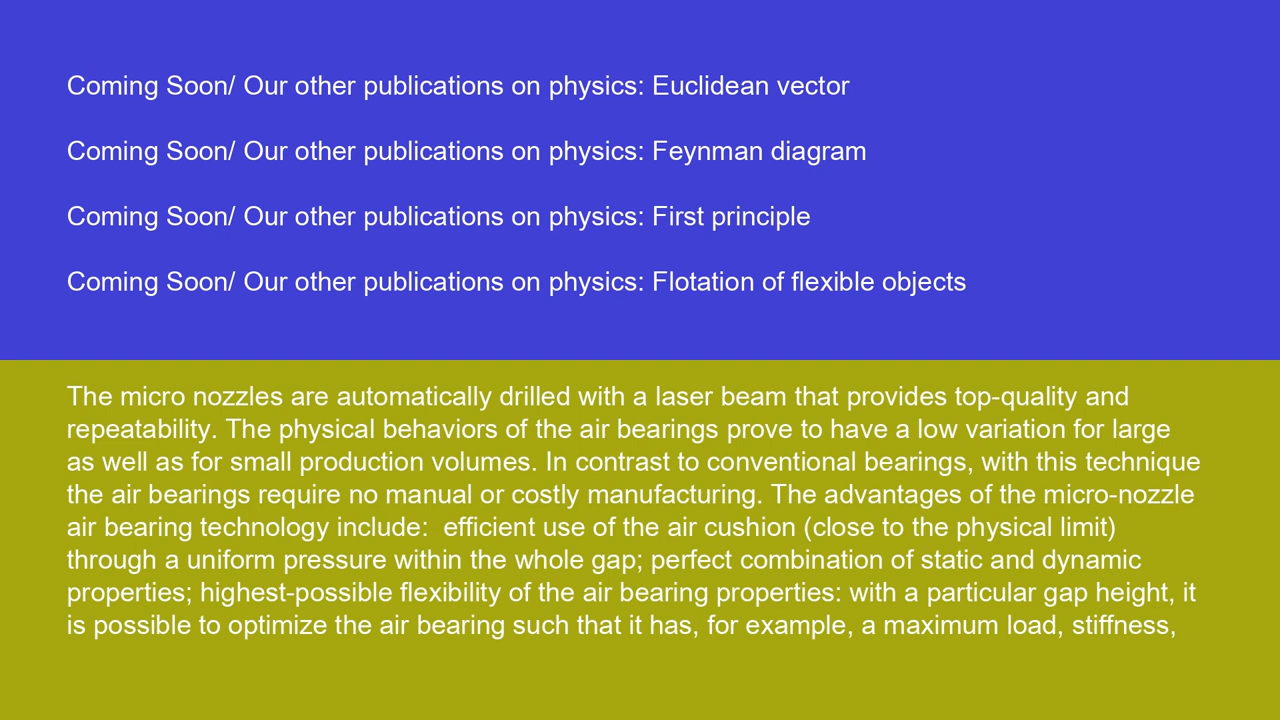 Coming Soon/ Our other publications on physics: Euclidean vector
Coming Soon/ Our other publications on physics: Feynman diagram
Coming Soon/ Our other publications on physics: First principle
Coming Soon/ Our other publications on physics: Flotation of flexible objects
The micro nozzles are automatically drilled with a laser beam that provides top-quality and
repeatability. The physical behaviors of the air bearings prove to have a low variation for large
as well as for small production volumes. In contrast to conventional bearings, with this technique
the air bearings require no manual or costly manufacturing. The advantages of the micro-nozzle
air bearing technology include:  efficient use of the air cushion (close to the physical limit)
through a uniform pressure within the whole gap; perfect combination of static and dynamic
properties; highest-possible flexibility of the air bearing properties: with a particular gap height, it
is possible to optimize the air bearing such that it has, for example, a maximum load, stiffness,